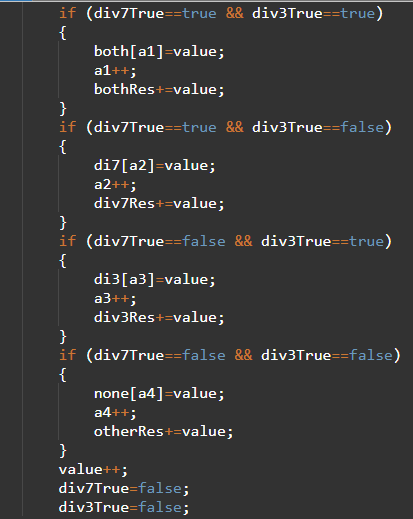 if (div7True==true && div3True==true)
{
both[a1]=value;
a1++;
bothRes+=value;
}
if (div7True==true && div3True==false)
{
di7[a2]=value;
a2++;
div7Res+=value;
}
if (div7True==false && div3True==true)
{
di3[a3]=value;
a3++;
div3Res+=value;
}
if (div7True==false && div3True==false)
{
none[a4]=value;
a4++;
otherRes+=value;
}
value++;
div7True=false;
div3True=false;